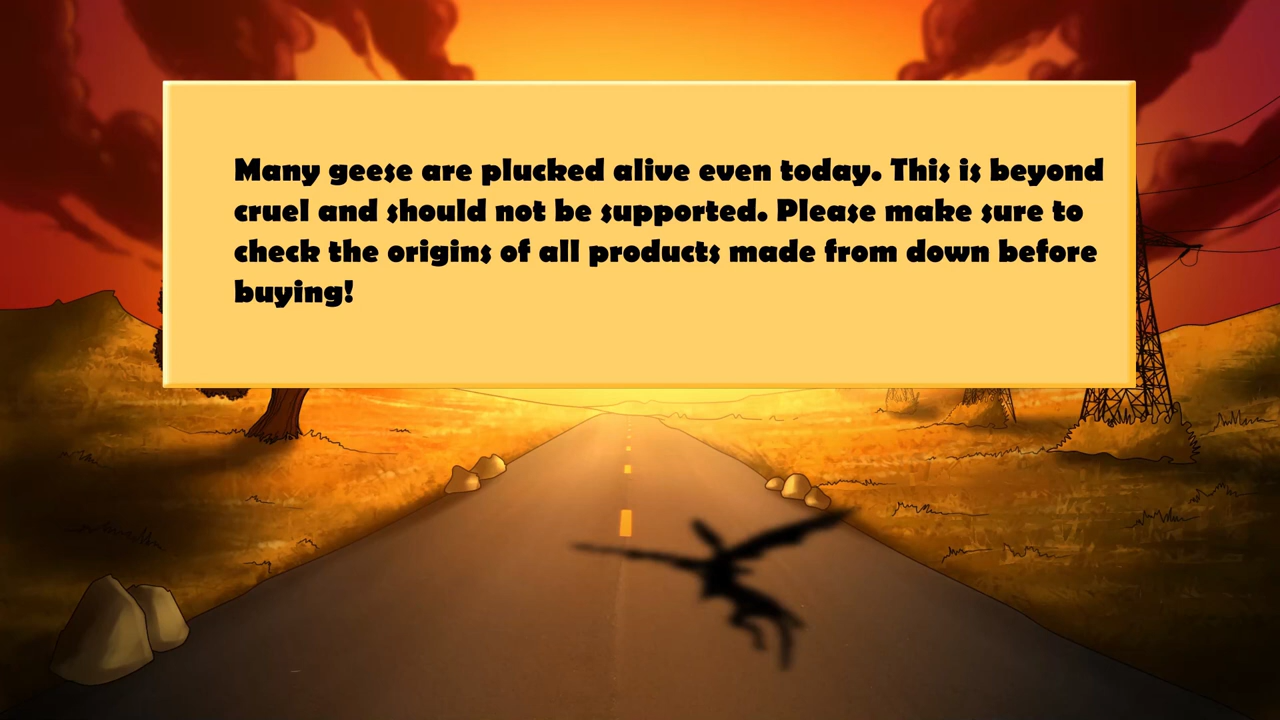 Many geese are plucked alive even today. This is beyond
cruel and should not be supported. Please make sure to
check the origins of all products made from down before
buying!